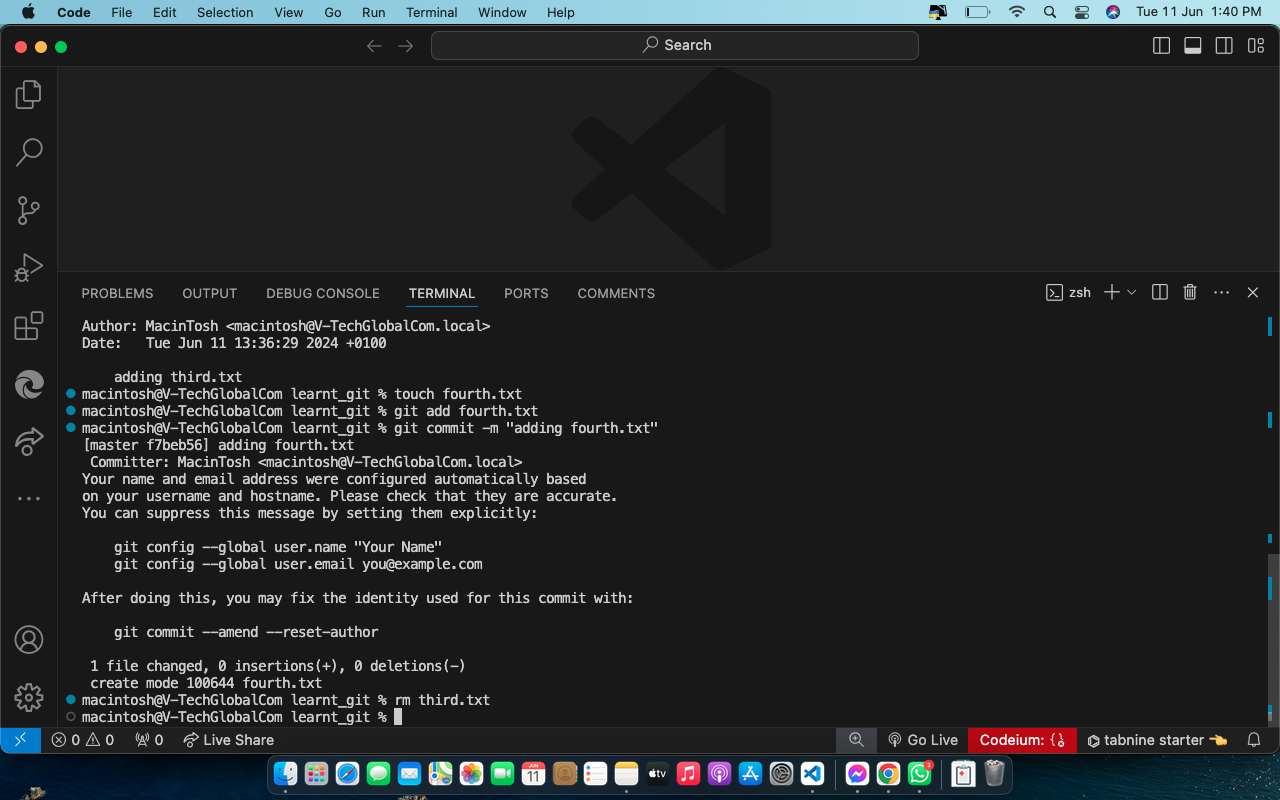 Code File Edit Selection View Go Run Terminal Window Help Tue 11 Jun 1:40 PM
Search
PROBLEMS OUTPUT DEBUG CONSOLE TERMINAL PORTS COMMENTS zsh
Author: MacinTosh <macintosh@V-TechGlobalCom.local>
Date:   Tue Jun 11 13:36:29 2024 +0100
    adding third.txt
macintosh@V-TechGlobalCom learnt_git % touch fourth.txt
macintosh@V-TechGlobalCom learnt_git % git add fourth.txt
macintosh@V-TechGlobalCom learnt_git % git commit -m "adding fourth.txt"
[master f7beb56] adding fourth.txt
 Committer: MacinTosh <macintosh@V-TechGlobalCom.local>
Your name and email address were configured automatically based
on your username and hostname. Please check that they are accurate.
You can suppress this message by setting them explicitly:
    git config --global user.name "Your Name"
    git config --global user.email you@example.com
After doing this, you may fix the identity used for this commit with:
    git commit --amend --reset-author
 1 file changed, 0 insertions(+), 0 deletions(-)
 create mode 100644 fourth.txt
macintosh@V-TechGlobalCom learnt_git % rm third.txt
macintosh@V-TechGlobalCom learnt_git %
0 0 0 Live Share Go Live Codeium: {} tabnine starter
JUN
11
tv
2